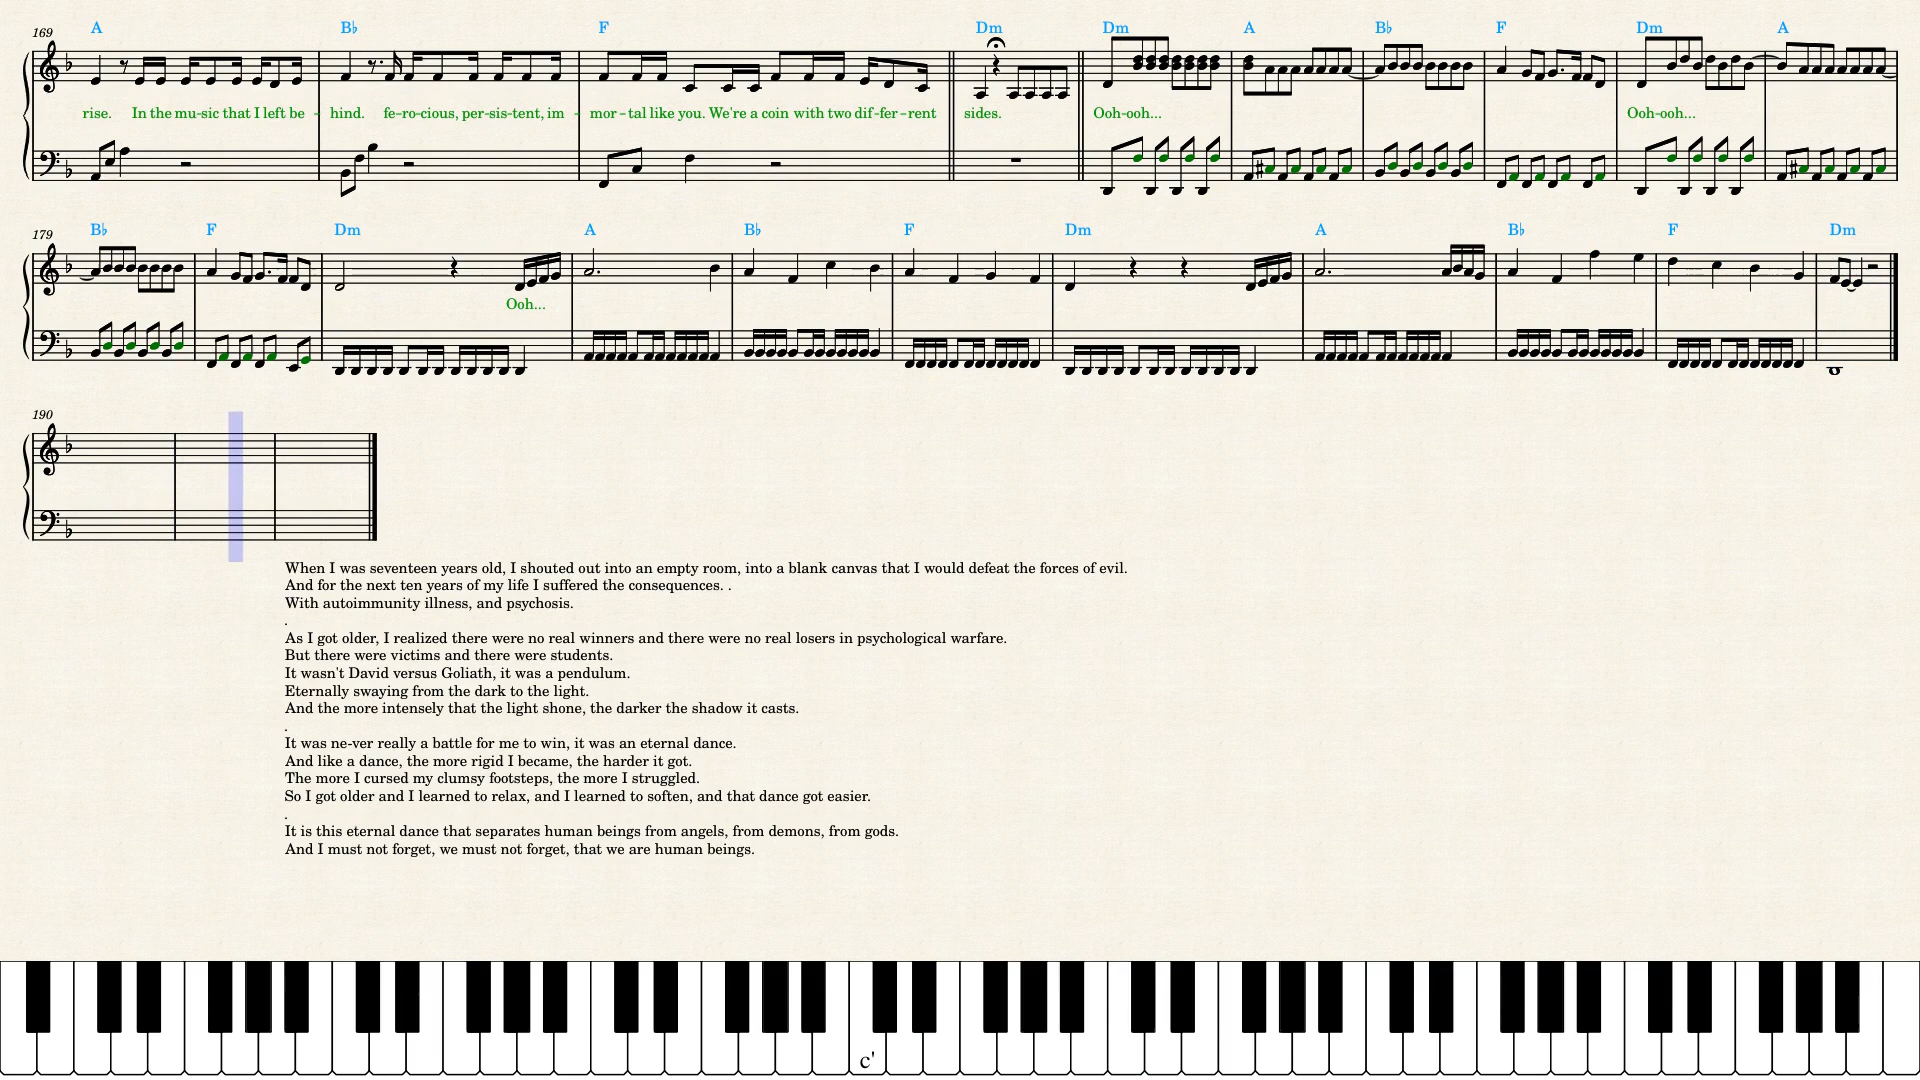 169 A B♭ F Dm Dm A B♭ F Dm A
rise. In the mu-sic that I left be - hind. fe-ro-cious, per-sis-tent, im - mor-tal like you. We're a coin with two dif-fer-rent sides. Ooh-ooh... Ooh-ooh...
179 B♭ F Dm A B♭ F Dm A B♭ F Dm
Ooh...
190
When I was seventeen years old, I shouted out into an empty room, into a blank canvas that I would defeat the forces of evil.
And for the next ten years of my life I suffered the consequences. .
With autoimmunity illness, and psychosis.
.
As I got older, I realized there were no real winners and there were no real losers in psychological warfare.
But there were victims and there were students.
It wasn't David versus Goliath, it was a pendulum.
Eternally swaying from the dark to the light.
And the more intensely that the light shone, the darker the shadow it casts.
.
It was ne-ver really a battle for me to win, it was an eternal dance.
And like a dance, the more rigid I became, the harder it got.
The more I cursed my clumsy footsteps, the more I struggled.
So I got older and I learned to relax, and I learned to soften, and that dance got easier.
.
It is this eternal dance that separates human beings from angels, from demons, from gods.
And I must not forget, we must not forget, that we are human beings.
c'